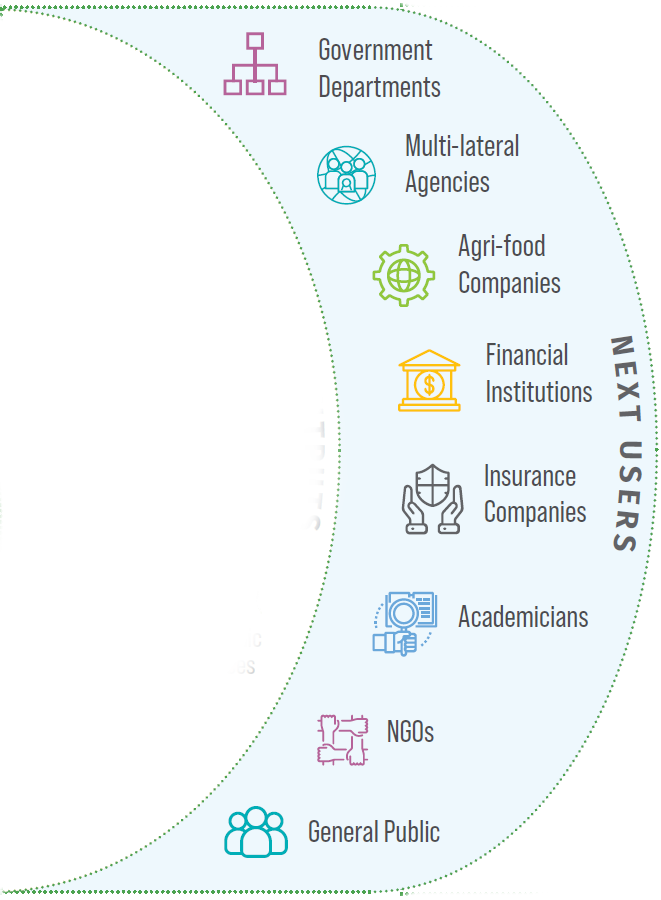 Government
Departments
Multi-lateral
Agencies
Agri-food
Companies
Financial
Institutions
Insurance
Companies
Academicians
NGOs
General Public
NEXT USERS